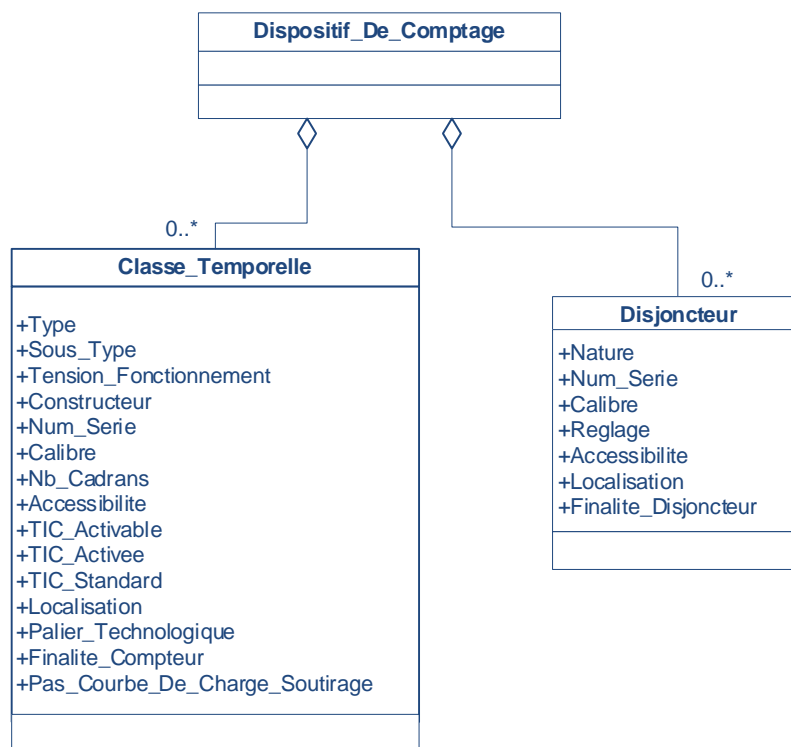 Dispositif_De_Comptage
0..*
Classe_Temporelle
+Type
+Sous_Type
+Tension_Fonctionnement
+Constructeur
+Num_Serie
+Calibre
+Nb_Cadrans
+Accessibilite
+TIC_Activable
+TIC_Activee
+TIC_Standard
+Localisation
+Palier_Technologique
+Finalite_Compteur
+Pas_Courbe_De_Charge_Soutirage
0..*
Disjoncteur
+Nature
+Num_Serie
+Calibre
+Reglage
+Accessibilite
+Localisation
+Finalite_Disjoncteur